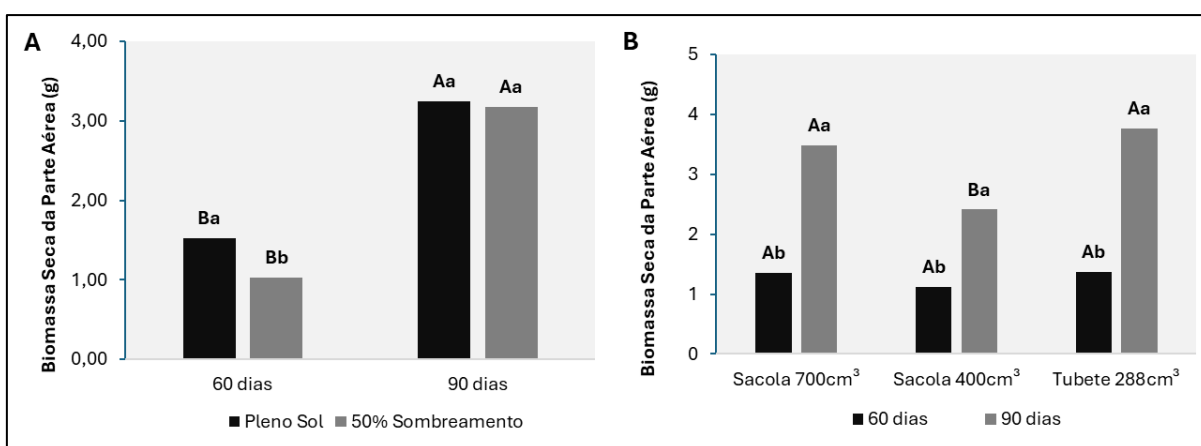 A
Biomassa Seca da Parte Aérea (g)
4,00
3,00
2,00
1,00
0,00
Ba
Bb
Aa
Aa
60 dias
90 dias
Pleno Sol
50% Sombreamento
B
Biomassa Seca da Parte Aérea (g)
5
4
3
2
1
0
Ab
Aa
Ab
Ba
Ab
Aa
Sacola 700cm³
Sacola 400cm³
Tubete 288cm³
60 dias
90 dias